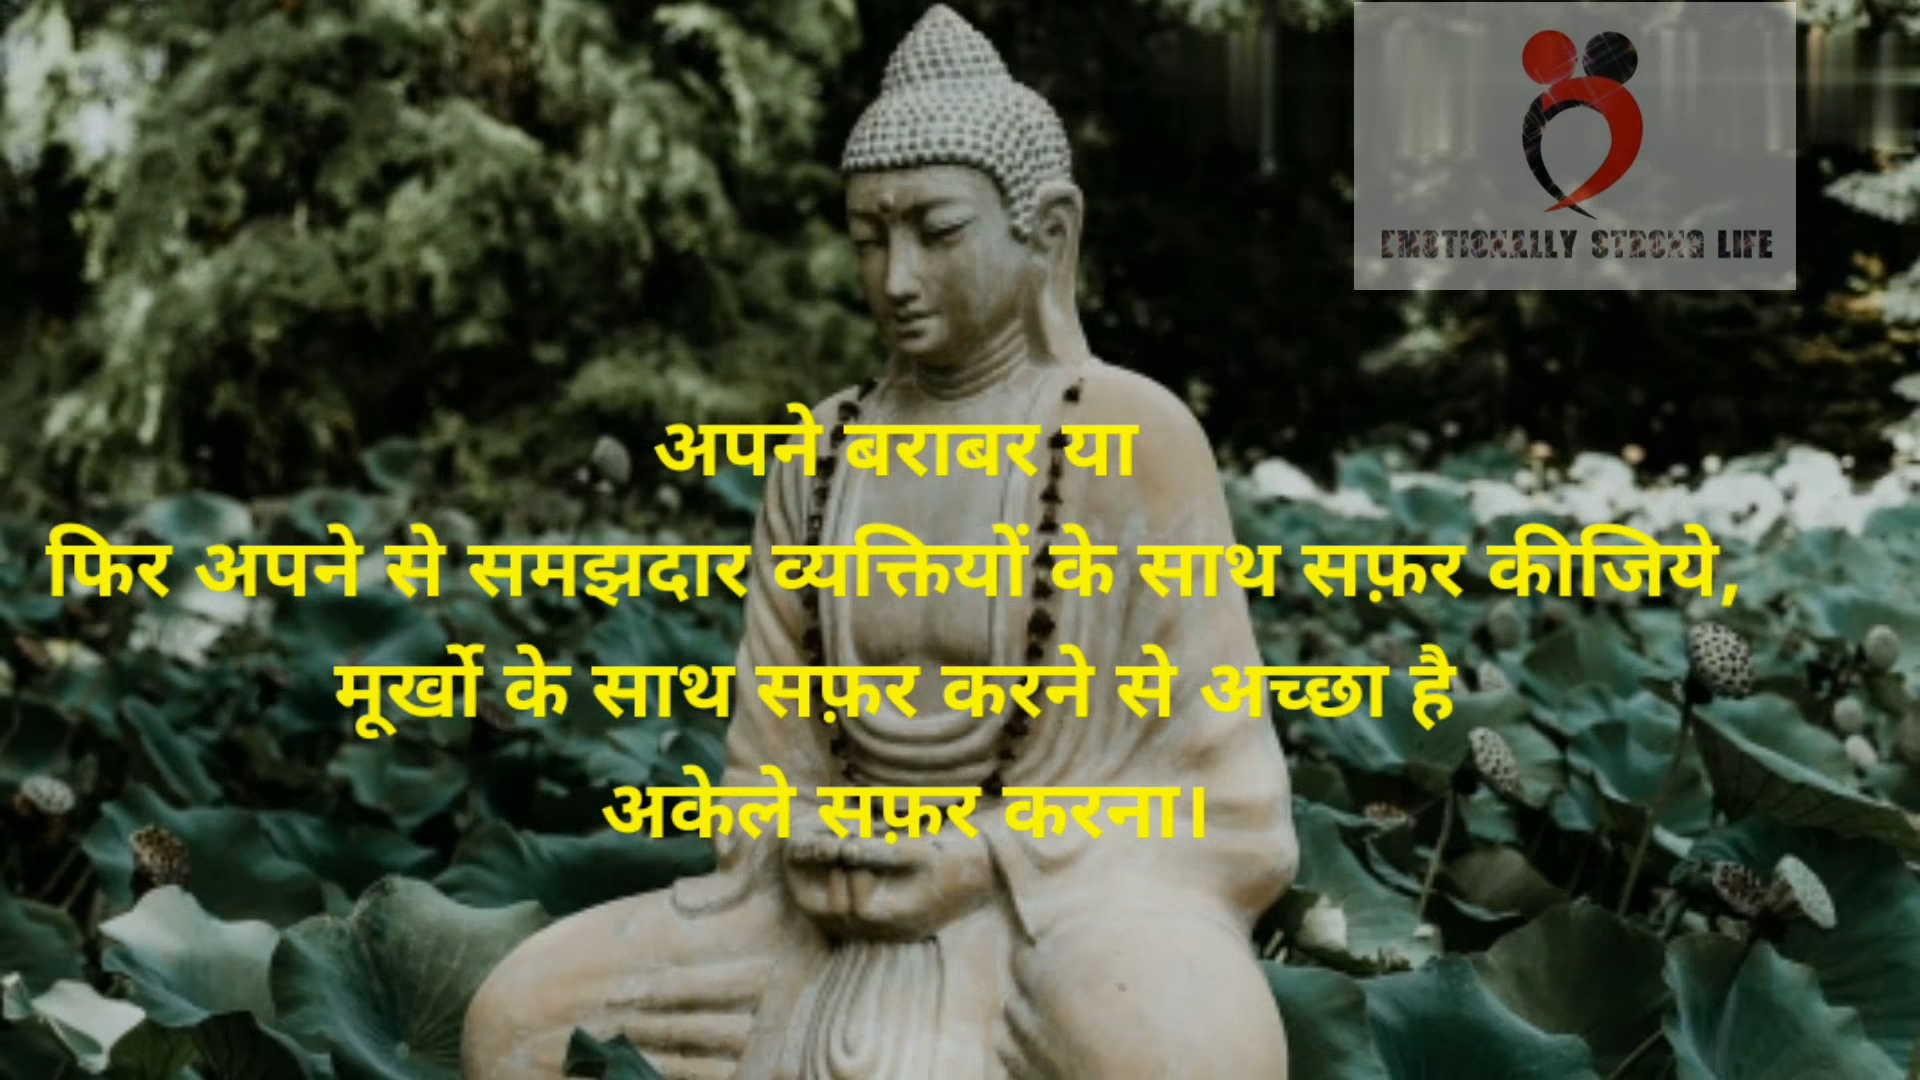 EMOTIONALLY STRONG LIFE
अपने बराबर या
फिर अपने से समझदार व्यक्तियों के साथ सफ़र कीजिये,
मूर्खो के साथ सफ़र करने से अच्छा है
अकेले सफ़र करना।